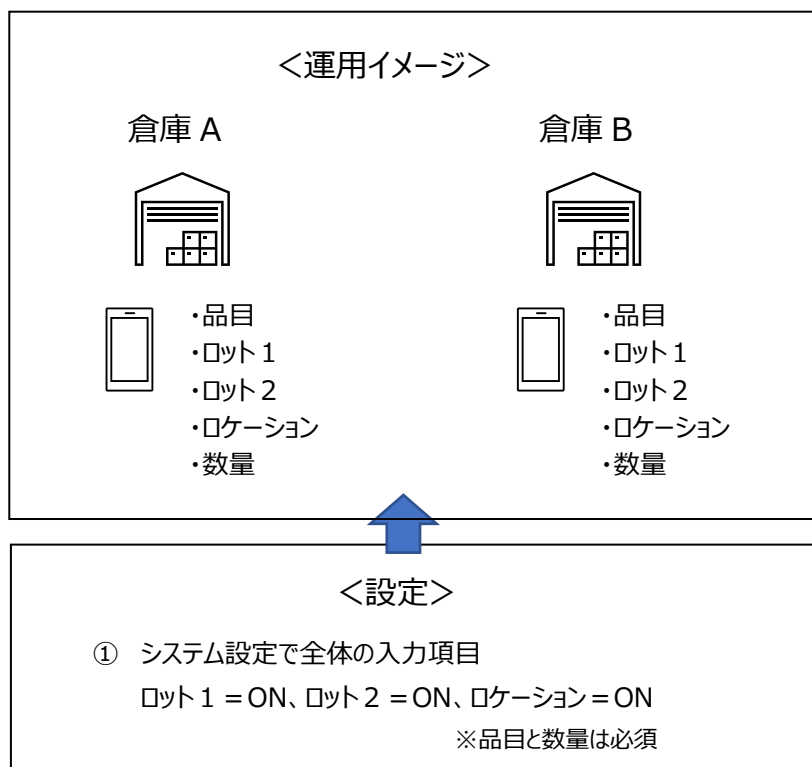 ＜運用イメージ＞
倉庫 A
倉庫 B
・品目
・ロット１
・ロット２
・ロケーション
・数量
・品目
・ロット１
・ロット２
・ロケーション
・数量
＜設定＞
① システム設定で全体の入力項目
ロット１＝ON、ロット２＝ON、ロケーション＝ON
※品目と数量は必須